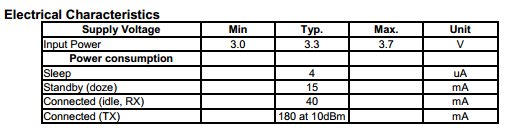 Electrical Characteristics
Supply Voltage Min Typ. Max. Unit
Input Power 3.0 3.3 3.7 V
Power consumption
Sleep 4 uA
Standby (doze) 15 mA
Connected (idle, RX) 40 mA
Connected (TX) 180 at 10dBm mA